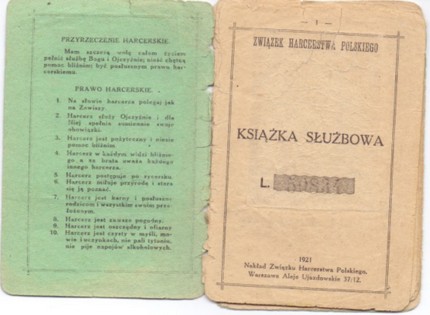 PRZYRZECZENIE HARCERSKIE.
Mam szczerą wolę całem życiem
pełnić służbę Bogu i Ojczyźnie; nieść chętną
pomoc bliźnim; być posłusznym prawu har-
cerskiemu
PRAWO HARCERSKIE.
1. Na słowie harcerza polegaj jak
na Zawiszy.
2. Harcerz służy Ojczyźnie i dla
Niej spełnia sumiennie swoje
obowiązki.
3. Harcerz jest pożyteczny i niesie
pomoc bliźnim.
4. Harcerz w każdym widzi bliźnie-
go a za brata uważa każdego
innego harcerza.
5. Harcerz postępuje po rycersku.
6. Harcerz miłuje przyrodę i stara
się ją poznać.
7. Harcerz jest karny i posłuszny
rodzicom i wszystkim swoim przy-
łożonym.
8. Harcerz jest zawsze pogodny.
9. Harcerz jest oszczędny i ofiarny
10. Harcerz jest czysty w myśli, mo-
wie i uczynkach, nie pali tytoniu,
nie pije napojów alkoholowych.
— 1 —
ZWIĄZEK HARCERSTWA POLSKIEGO
KSIĄŻKA SŁUŻBOWA
L.
1921
Nakład Związku Harcerstwa Polskiego.
Warszawa Aleje Ujazdowskie 37:12.